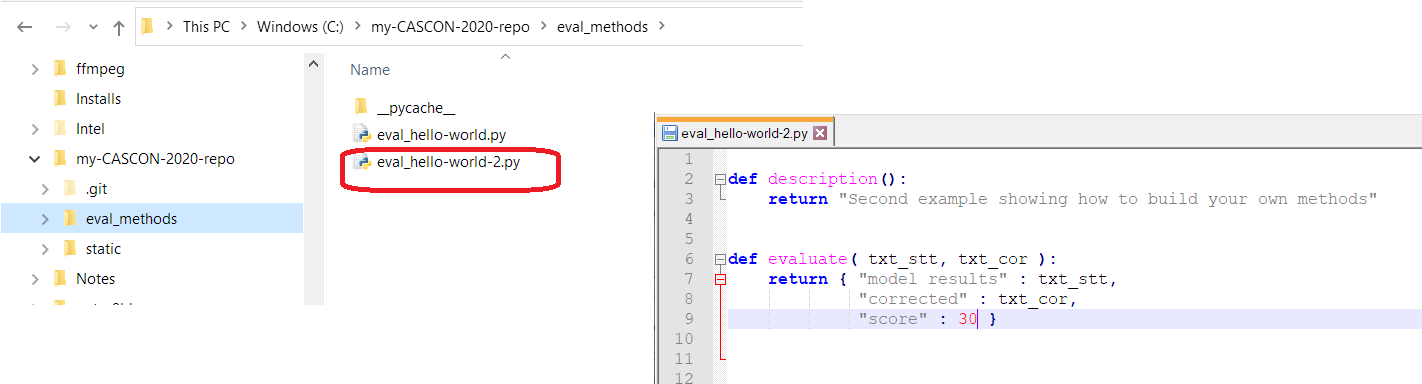 This PC > Windows (C:) > my-CASCON-2020-repo > eval_methods >
ffmpeg
Installs
Intel
my-CASCON-2020-repo
.git
eval_methods
static
Notes
Name
__pycache__
eval_hello-world.py
eval_hello-world-2.py
eval_hello-world-2.py
1
2 def description():
3 return "Second example showing how to build your own methods"
4
5
6 def evaluate( txt_stt, txt_cor ):
7 return { "model results" : txt_stt,
8 "corrected" : txt_cor,
9 "score" : 30 }
10
11
12